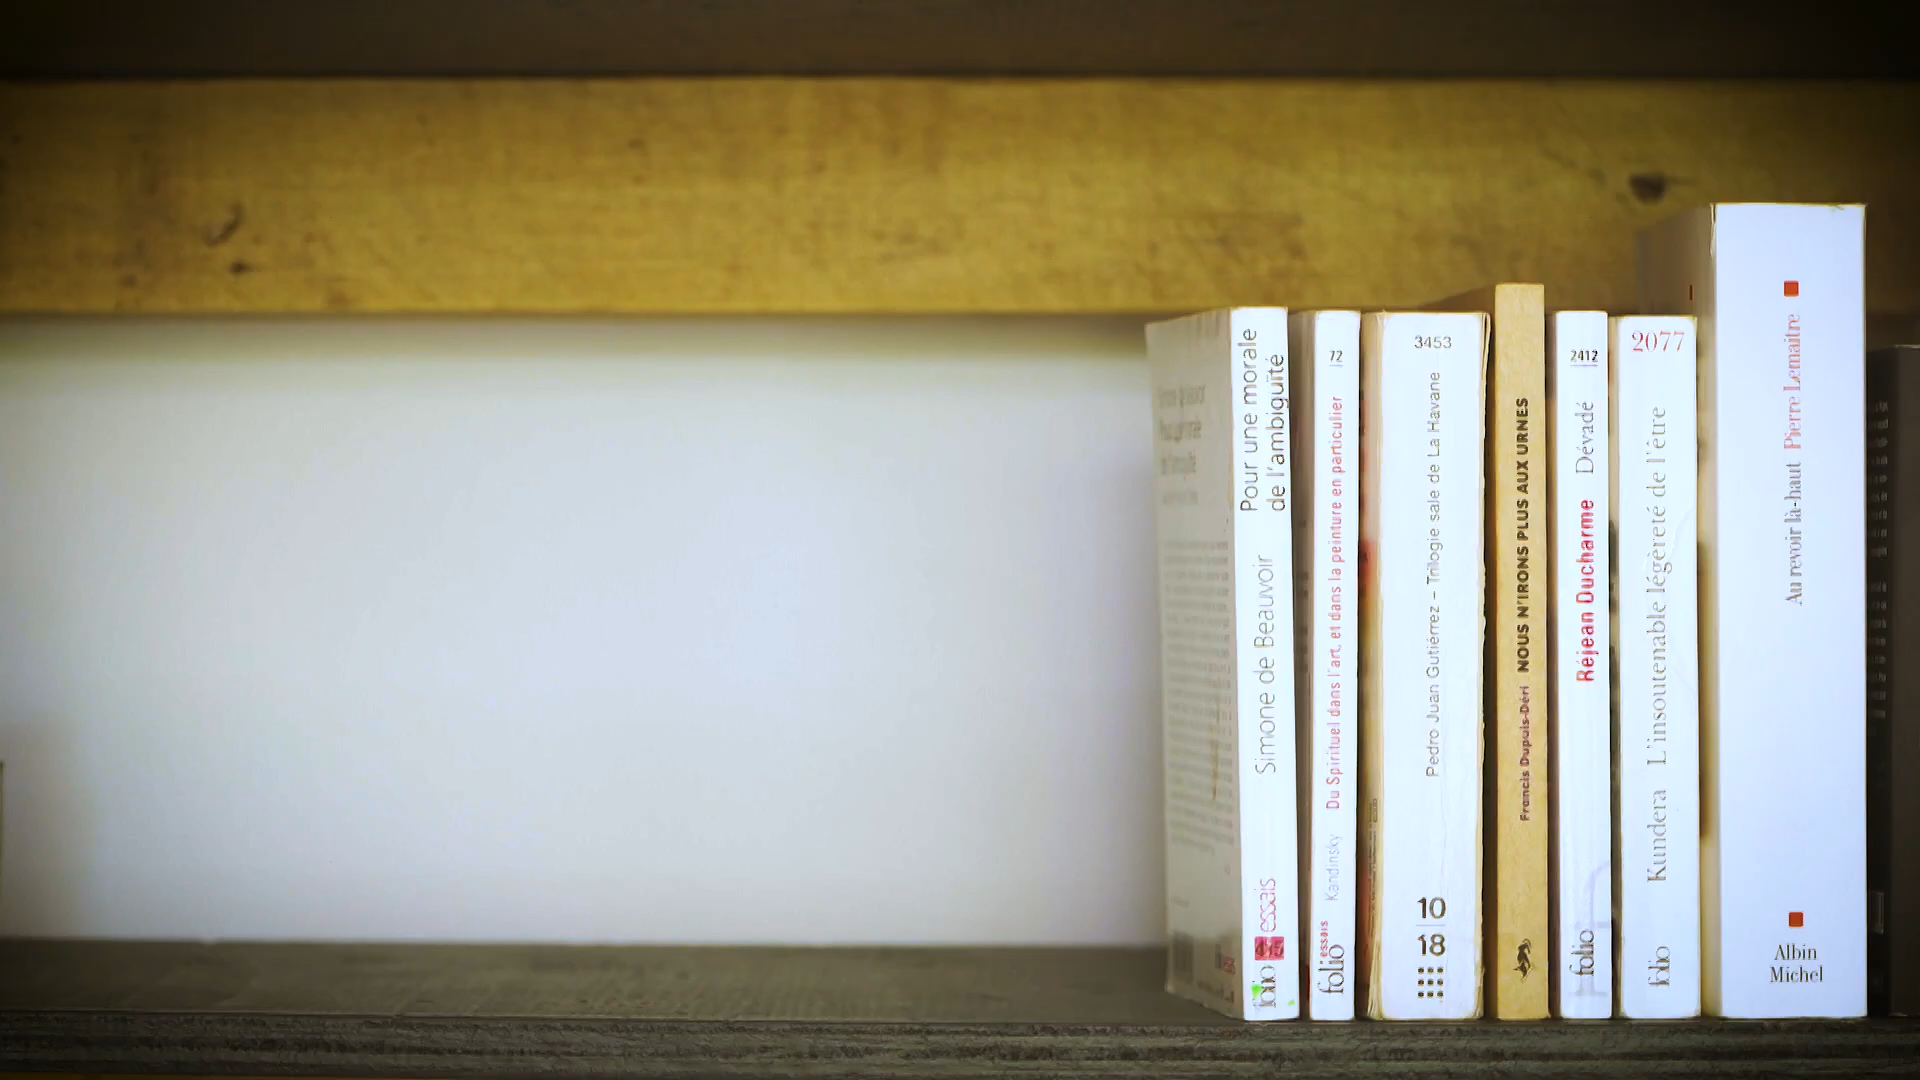 Pour une morale
de l'ambiguïté
Simone de Beauvoir
folio essais
72
Du Spirituel dans l'art, et dans la peinture en particulier
Kandinsky
folio essais
3453
Pedro Juan Gutiérrez – Trilogie sale de La Havane
10
18
Francis Dupuis-Déri NOUS N'IRONS PLUS AUX URNES
2412
Réjean Ducharme Dévadé
folio
2077
Kundera L'insoutenable légèreté de l'être
folio
Au revoir là-haut Pierre Lemaitre
Albin
Michel